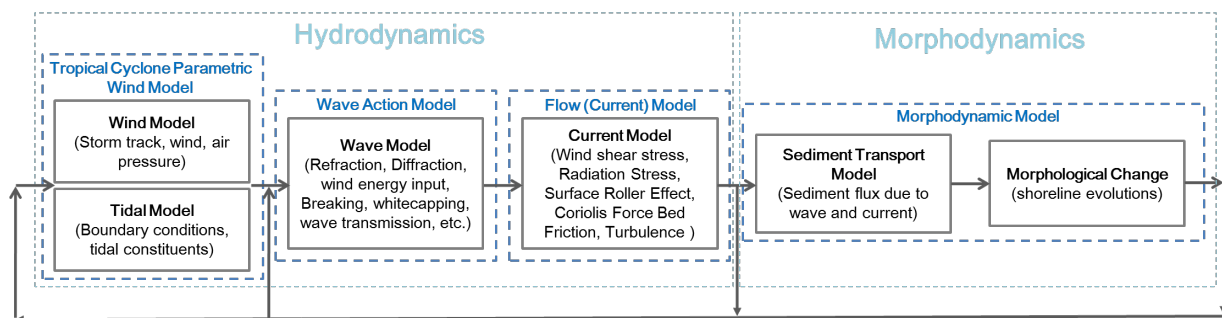 Hydrodynamics
Morphodynamics
Tropical Cyclone Parametric
Wind Model
Wind Model
(Storm track, wind, air
pressure)
Tidal Model
(Boundary conditions,
tidal constituents)
Wave Action Model
Wave Model
(Refraction, Diffraction,
wind energy input,
Breaking, whitecapping,
wave transmission, etc.)
Flow (Current) Model
Current Model
(Wind shear stress,
Radiation Stress,
Surface Roller Effect,
Coriolis Force Bed
Friction, Turbulence )
Morphodynamic Model
Sediment Transport
Model
(Sediment flux due to
wave and current)
Morphological Change
(shoreline evolutions)